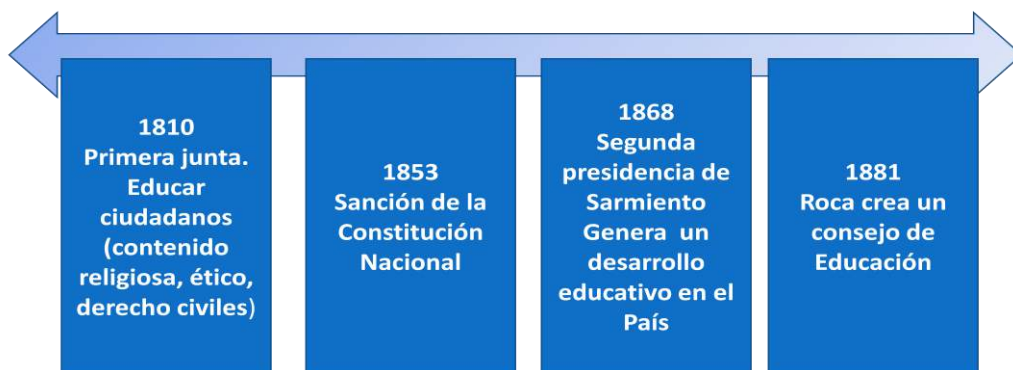 1810
Primera junta.
Educar
ciudadanos
(contenido
religiosa, ético,
derecho civiles)
1853
Sanción de la
Constitución
Nacional
1868
Segunda
presidencia de
Sarmiento
Genera un
desarrollo
educativo en el
País
1881
Roca crea un
consejo de
Educación